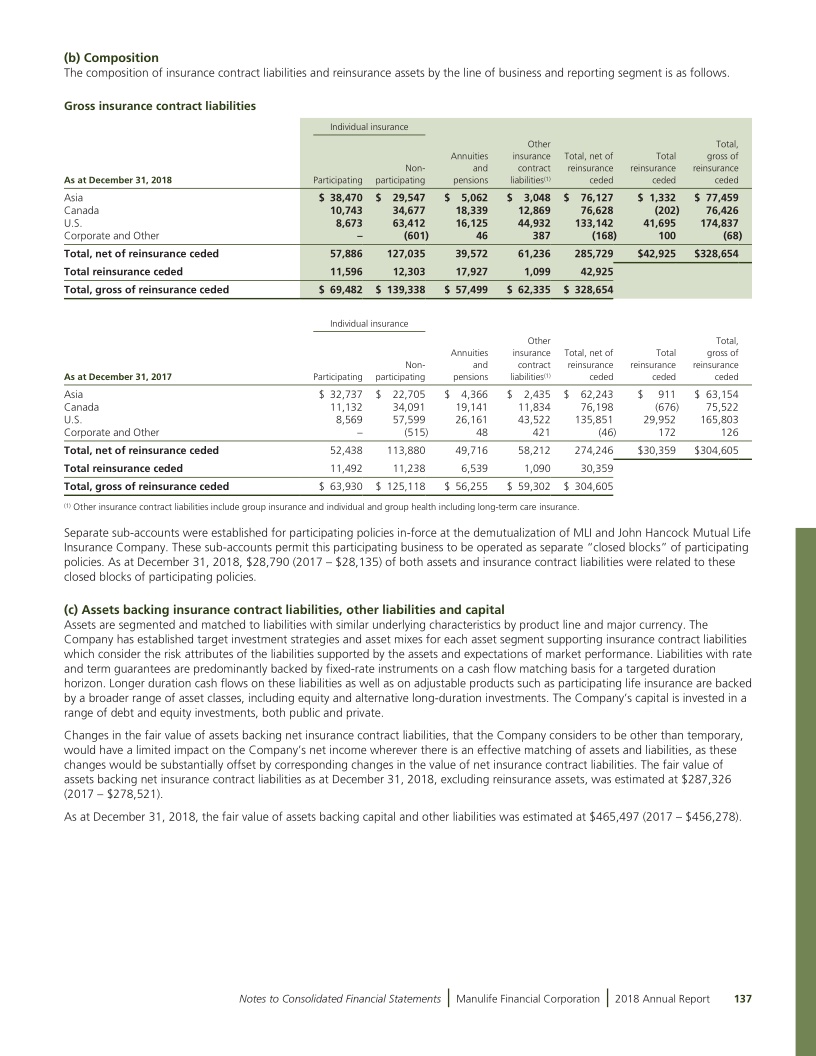 (b) Composition
The composition of insurance contract liabilities and reinsurance assets by the line of business and reporting segment is as follows.
Gross insurance contract liabilities
Individual insurance
As at December 31, 2018 Participating Non-participating Annuities and pensions Other insurance contract liabilities(1) Total, net of reinsurance ceded Total reinsurance ceded Total, gross of reinsurance ceded
Asia $ 38,470 $ 29,547 $ 5,062 $ 3,048 $ 76,127 $ 1,332 $ 77,459
Canada 10,743 34,677 18,339 12,869 76,628 (202) 76,426
U.S. 8,673 63,412 16,125 44,932 133,142 41,695 174,837
Corporate and Other – (601) 46 387 (168) 100 (68)
Total, net of reinsurance ceded 57,886 127,035 39,572 61,236 285,729 $42,925 $328,654
Total reinsurance ceded 11,596 12,303 17,927 1,099 42,925
Total, gross of reinsurance ceded $ 69,482 $ 139,338 $ 57,499 $ 62,335 $ 328,654
Individual insurance
As at December 31, 2017 Participating Non-participating Annuities and pensions Other insurance contract liabilities(1) Total, net of reinsurance ceded Total reinsurance ceded Total, gross of reinsurance ceded
Asia $ 32,737 $ 22,705 $ 4,366 $ 2,435 $ 62,243 $ 911 $ 63,154
Canada 11,132 34,091 19,141 11,834 76,198 (676) 75,522
U.S. 8,569 57,599 26,161 43,522 135,851 29,952 165,803
Corporate and Other – (515) 48 421 (46) 172 126
Total, net of reinsurance ceded 52,438 113,880 49,716 58,212 274,246 $30,359 $304,605
Total reinsurance ceded 11,492 11,238 6,539 1,090 30,359
Total, gross of reinsurance ceded $ 63,930 $ 125,118 $ 56,255 $ 59,302 $ 304,605
(1) Other insurance contract liabilities include group insurance and individual and group health including long-term care insurance.
Separate sub-accounts were established for participating policies in-force at the demutualization of MLI and John Hancock Mutual Life
Insurance Company. These sub-accounts permit this participating business to be operated as separate “closed blocks” of participating
policies. As at December 31, 2018, $28,790 (2017 – $28,135) of both assets and insurance contract liabilities were related to these
closed blocks of participating policies.
(c) Assets backing insurance contract liabilities, other liabilities and capital
Assets are segmented and matched to liabilities with similar underlying characteristics by product line and major currency. The
Company has established target investment strategies and asset mixes for each asset segment supporting insurance contract liabilities
which consider the risk attributes of the liabilities supported by the assets and expectations of market performance. Liabilities with rate
and term guarantees are predominantly backed by fixed-rate instruments on a cash flow matching basis for a targeted duration
horizon. Longer duration cash flows on these liabilities as well as on adjustable products such as participating life insurance are backed
by a broader range of asset classes, including equity and alternative long-duration investments. The Company’s capital is invested in a
range of debt and equity investments, both public and private.
Changes in the fair value of assets backing net insurance contract liabilities, that the Company considers to be other than temporary,
would have a limited impact on the Company’s net income wherever there is an effective matching of assets and liabilities, as these
changes would be substantially offset by corresponding changes in the value of net insurance contract liabilities. The fair value of
assets backing net insurance contract liabilities as at December 31, 2018, excluding reinsurance assets, was estimated at $287,326
(2017 – $278,521).
As at December 31, 2018, the fair value of assets backing capital and other liabilities was estimated at $465,497 (2017 – $456,278).
Notes to Consolidated Financial Statements | Manulife Financial Corporation | 2018 Annual Report 137